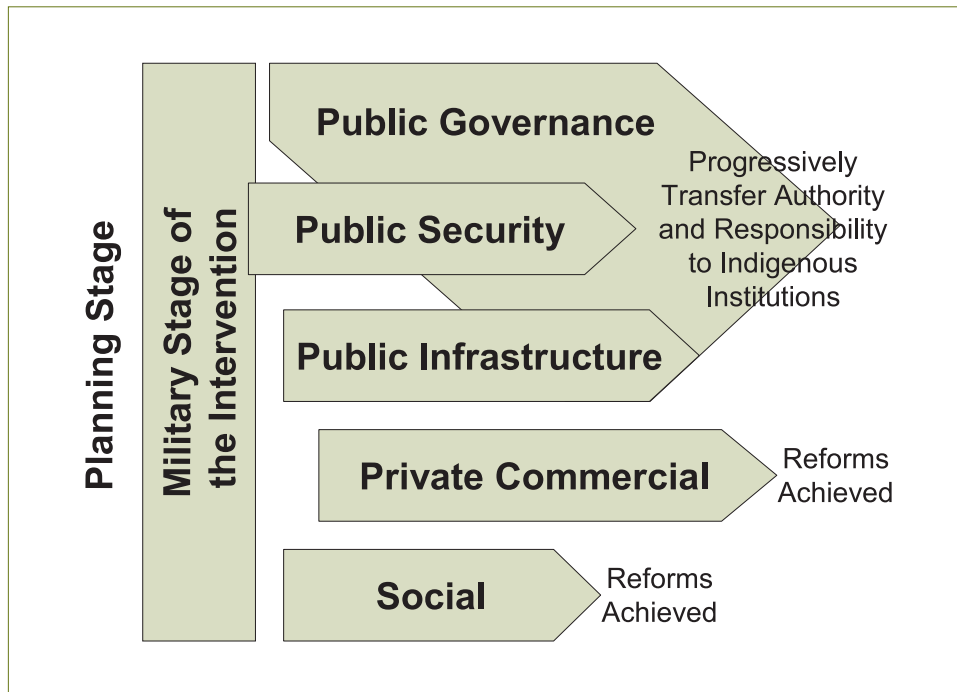 Planning Stage
Military Stage of
the Intervention
Public Governance
Progressively
Transfer Authority
and Responsibility
to Indigenous
Institutions
Public Security
Public Infrastructure
Private Commercial
Reforms
Achieved
Social
Reforms
Achieved